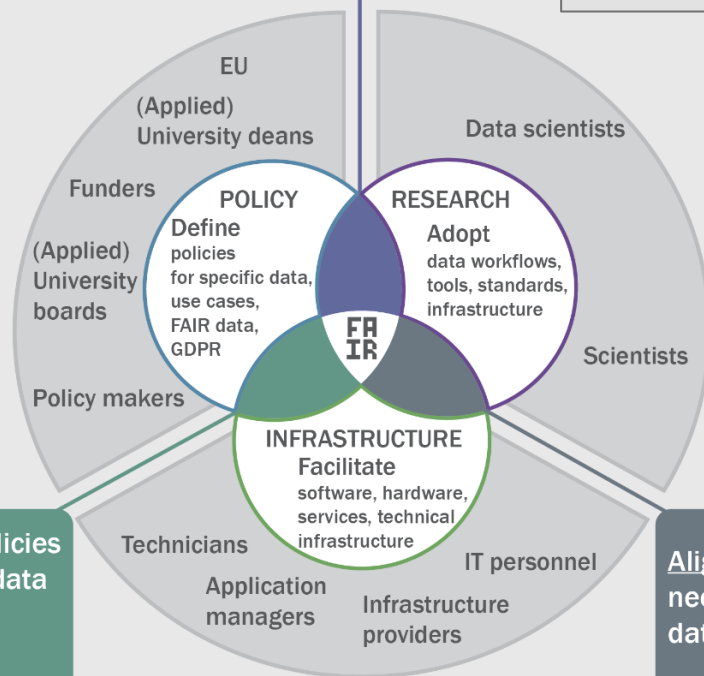 EU
(Applied)
University deans
Funders
(Applied)
University
boards
Policy makers
Data scientists
Scientists
POLICY
Define
policies
for specific data,
use cases,
FAIR data,
GDPR
RESEARCH
Adopt
data workflows,
tools, standards,
infrastructure
FA
IR
INFRASTRUCTURE
Facilitate
software, hardware,
services, technical
infrastructure
Technicians
Application
managers
Infrastructure
providers
IT personnel
data